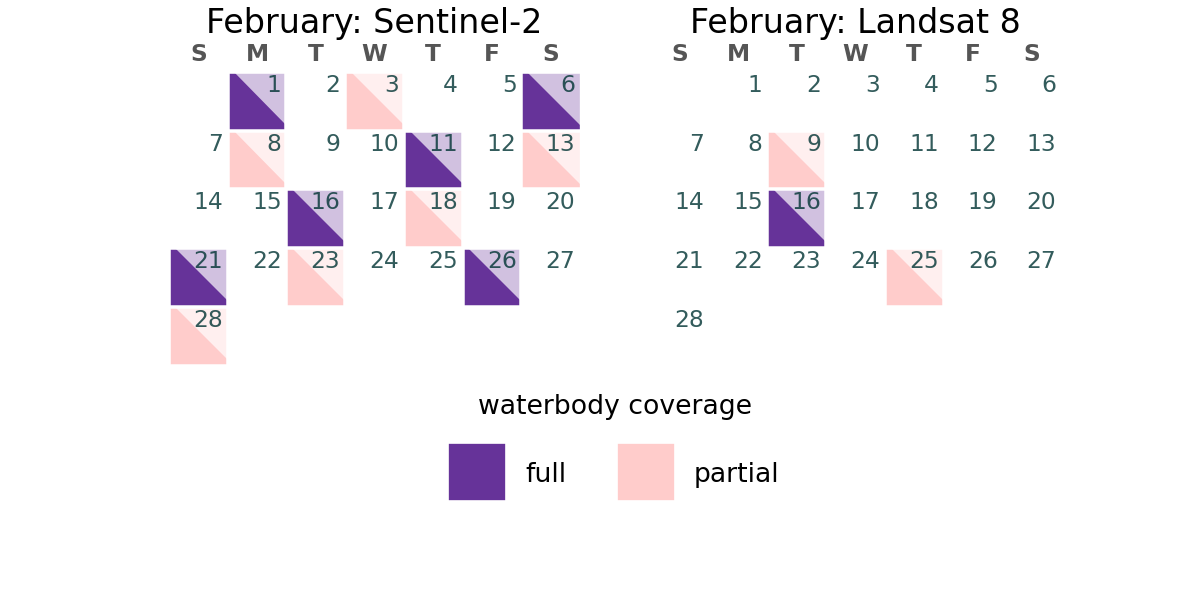 February: Sentinel-2
S M T W T F S
1 2 3 4 5 6
7 8 9 10 11 12 13
14 15 16 17 18 19 20
21 22 23 24 25 26 27
28
February: Landsat 8
S M T W T F S
1 2 3 4 5 6
7 8 9 10 11 12 13
14 15 16 17 18 19 20
21 22 23 24 25 26 27
28
waterbody coverage
full partial